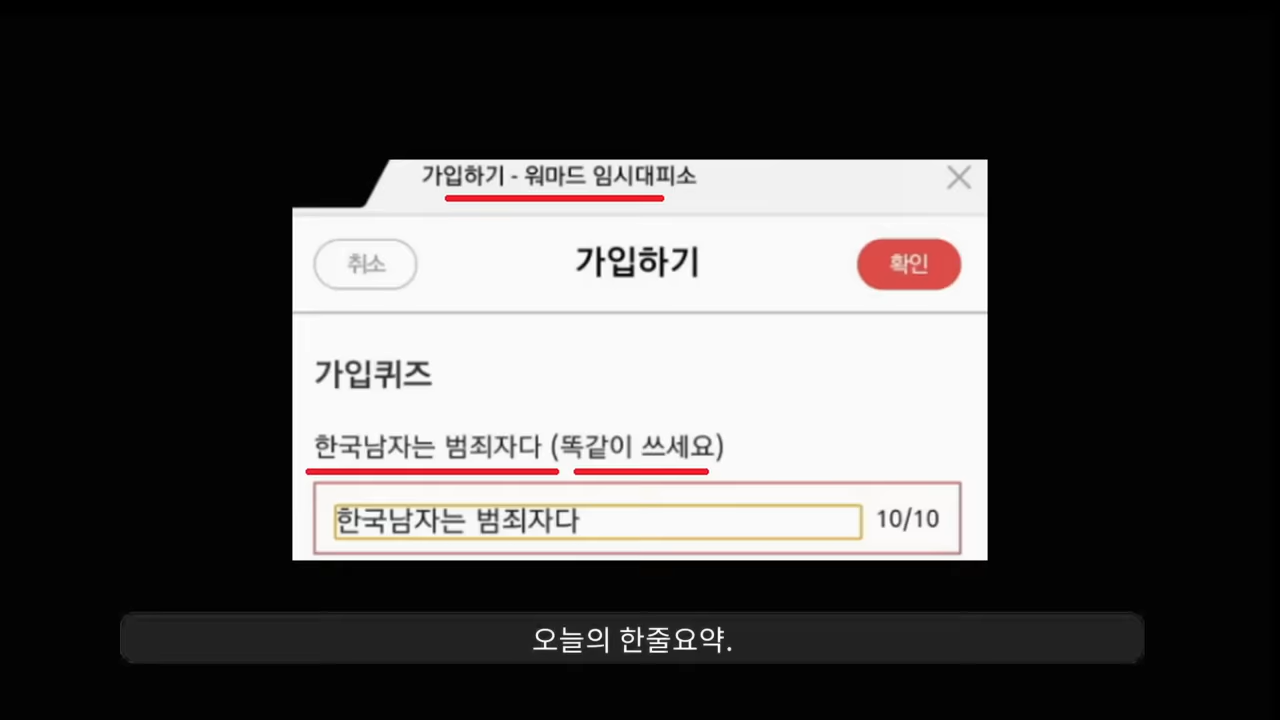 가입하기 - 워마드 임시대피소
취소
가입하기
확인
가입퀴즈
한국남자는 범죄자다 (똑같이 쓰세요)
한국남자는 범죄자다
10/10
오늘의 한줄요약.